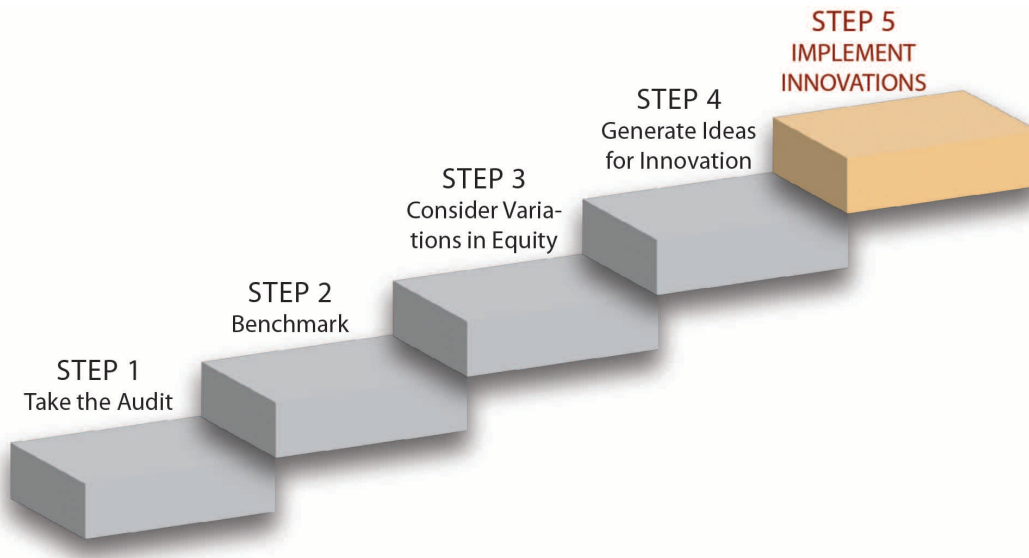 STEP 1
Take the Audit
STEP 2
Benchmark
STEP 3
Consider Varia-
tions in Equity
STEP 4
Generate Ideas
for Innovation
STEP 5
IMPLEMENT
INNOVATIONS